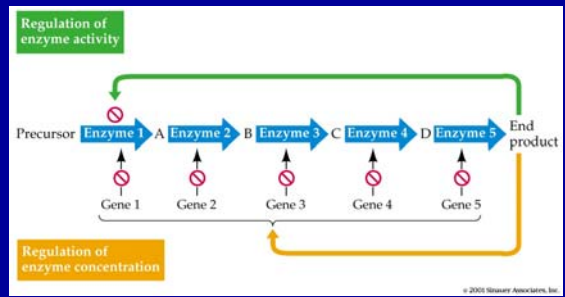 Regulation of
enzyme activity
Precursor Enzyme 1 A Enzyme 2 B Enzyme 3 C Enzyme 4 D Enzyme 5 End
product
Gene 1 Gene 2 Gene 3 Gene 4 Gene 5
Regulation of
enzyme concentration
© 2001 Sinauer Associates, Inc.